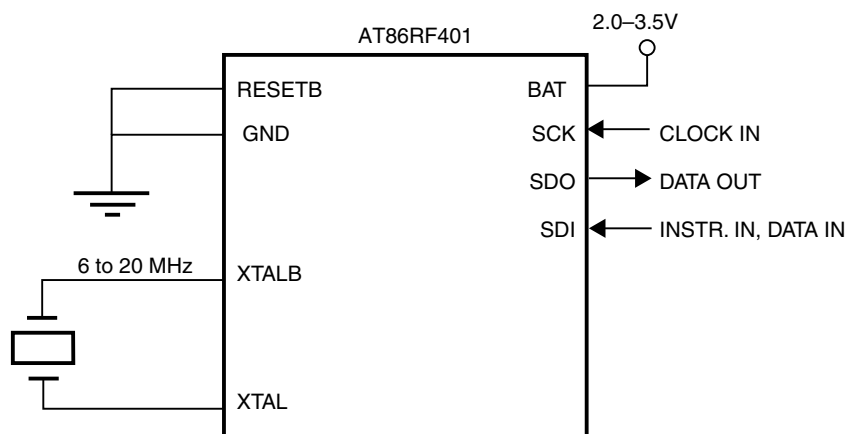 AT86RF401
2.0–3.5V
RESETB
BAT
GND
SCK
CLOCK IN
SDO
DATA OUT
SDI
INSTR. IN, DATA IN
6 to 20 MHz
XTALB
XTAL